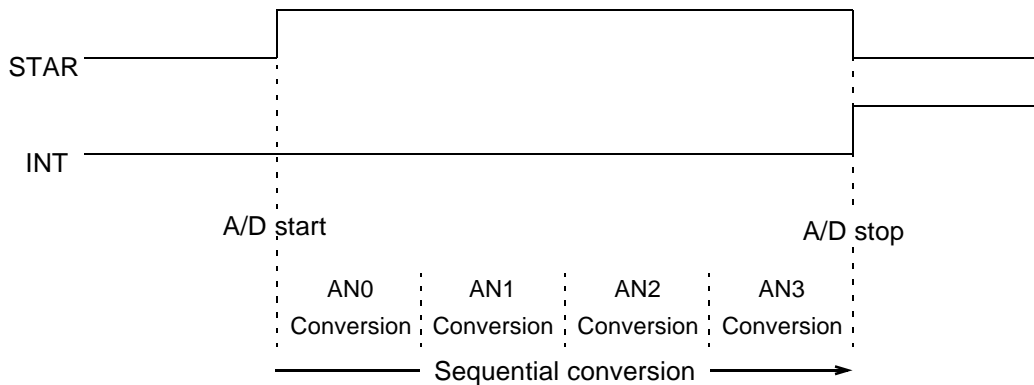 STAR
INT
A/D start
A/D stop
AN0 AN1 AN2 AN3
Conversion Conversion Conversion Conversion
Sequential conversion